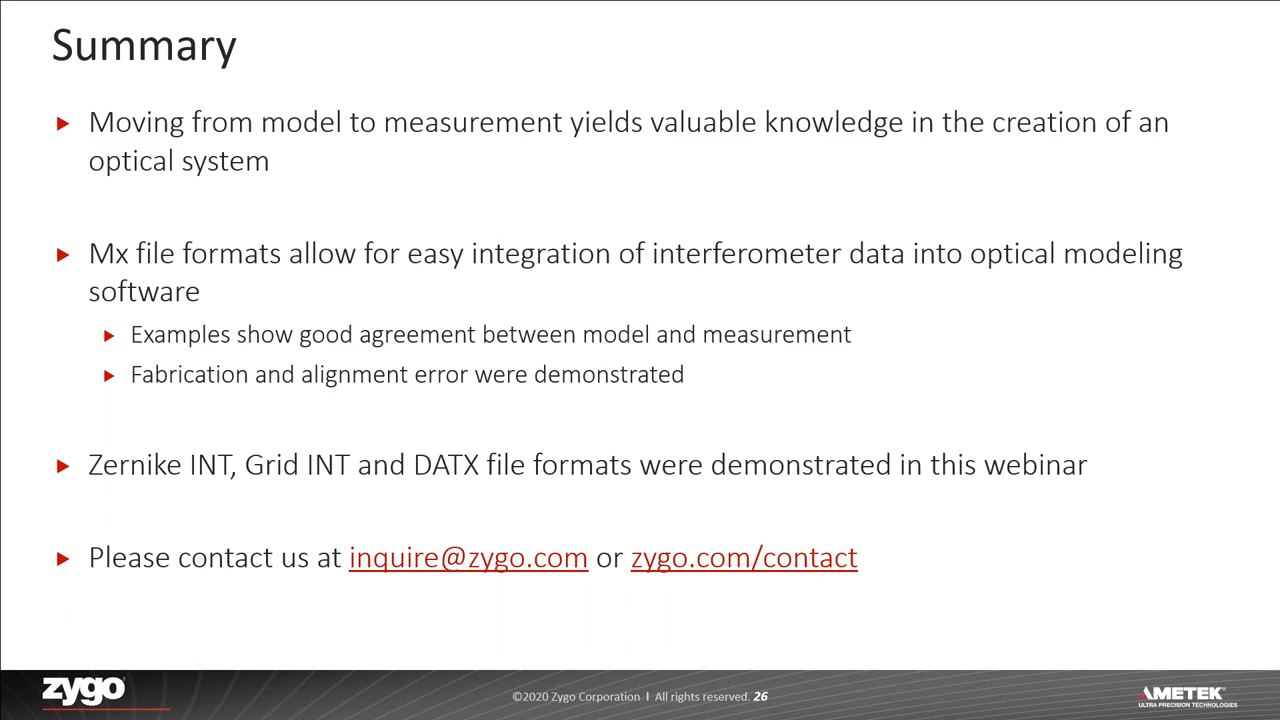 Summary
Moving from model to measurement yields valuable knowledge in the creation of an
optical system
Mx file formats allow for easy integration of interferometer data into optical modeling
software
Examples show good agreement between model and measurement
Fabrication and alignment error were demonstrated
Zernike INT, Grid INT and DATX file formats were demonstrated in this webinar
Please contact us at inquire@zygo.com or zygo.com/contact
zygo
©2020 Zygo Corporation I All rights reserved. 26
AMETEK®
ULTRA PRECISION TECHNOLOGIES